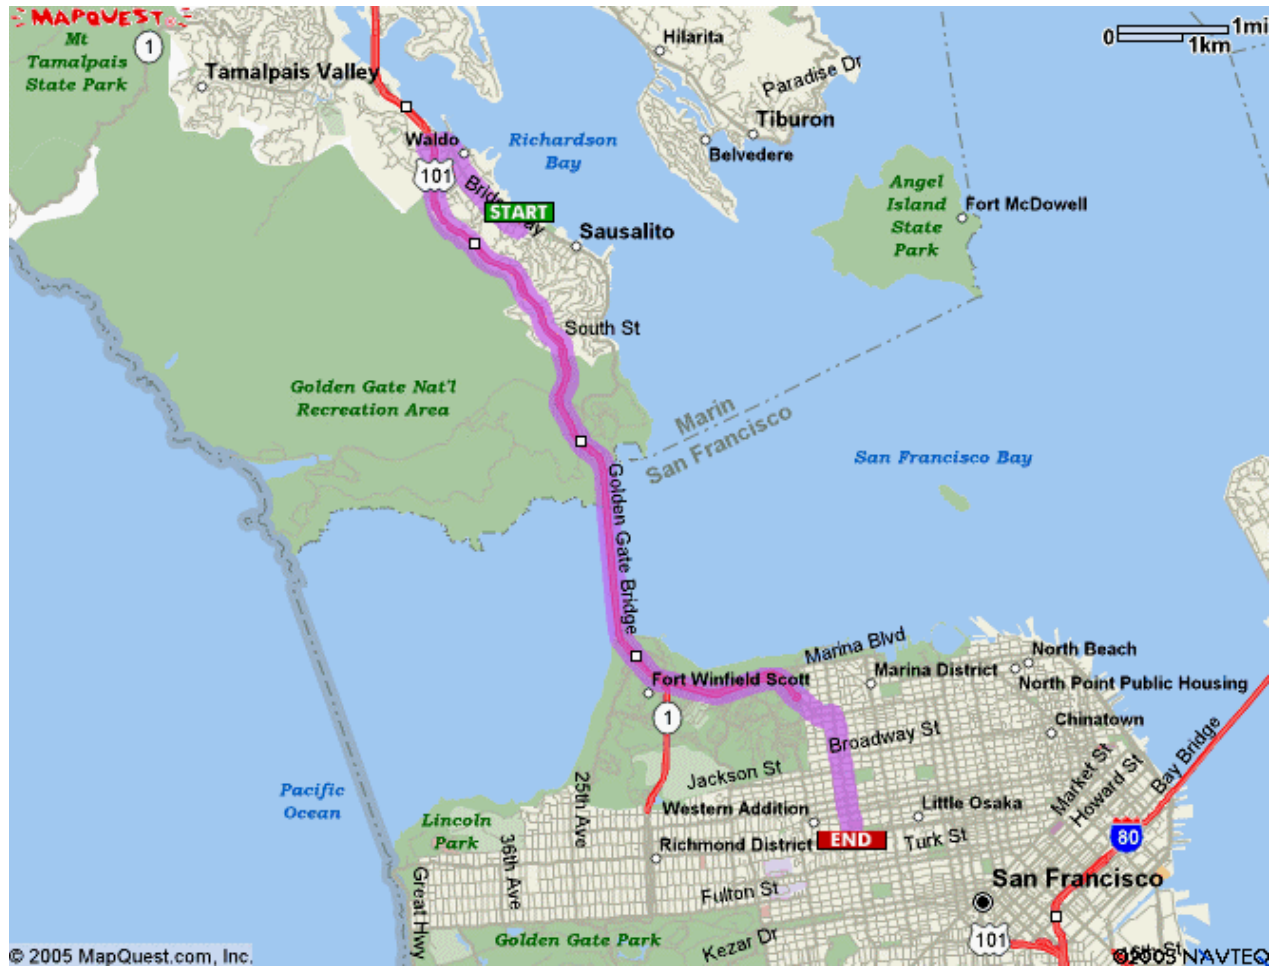 MAPQUEST
0
1mi
1km
Mt
Tamalpais
State Park
1
Tamalpais Valley
Hilarita
Paradise Dr
Tiburon
Belvedere
Waldo
Richardson
Bay
101
Bridgeway
START
Sausalito
Angel
Island
State
Park
Fort McDowell
South St
Golden Gate Nat'l
Recreation Area
Marin
San Francisco
San Francisco Bay
Golden Gate Bridge
Marina Blvd
North Beach
Marina District
Fort Winfield Scott
North Point Public Housing
1
Chinatown
Broadway St
Bay Bridge
Market St
Howard St
Jackson St
25th Ave
Pacific
Ocean
Western Addition
Little Osaka
Lincoln
Park
36th Ave
END
Turk St
80
Richmond District
Great Hwy
Fulton St
San Francisco
Golden Gate Park
Kezar Dr
101
16th St
© 2005 MapQuest.com, Inc.
©2005 NAVTEQ